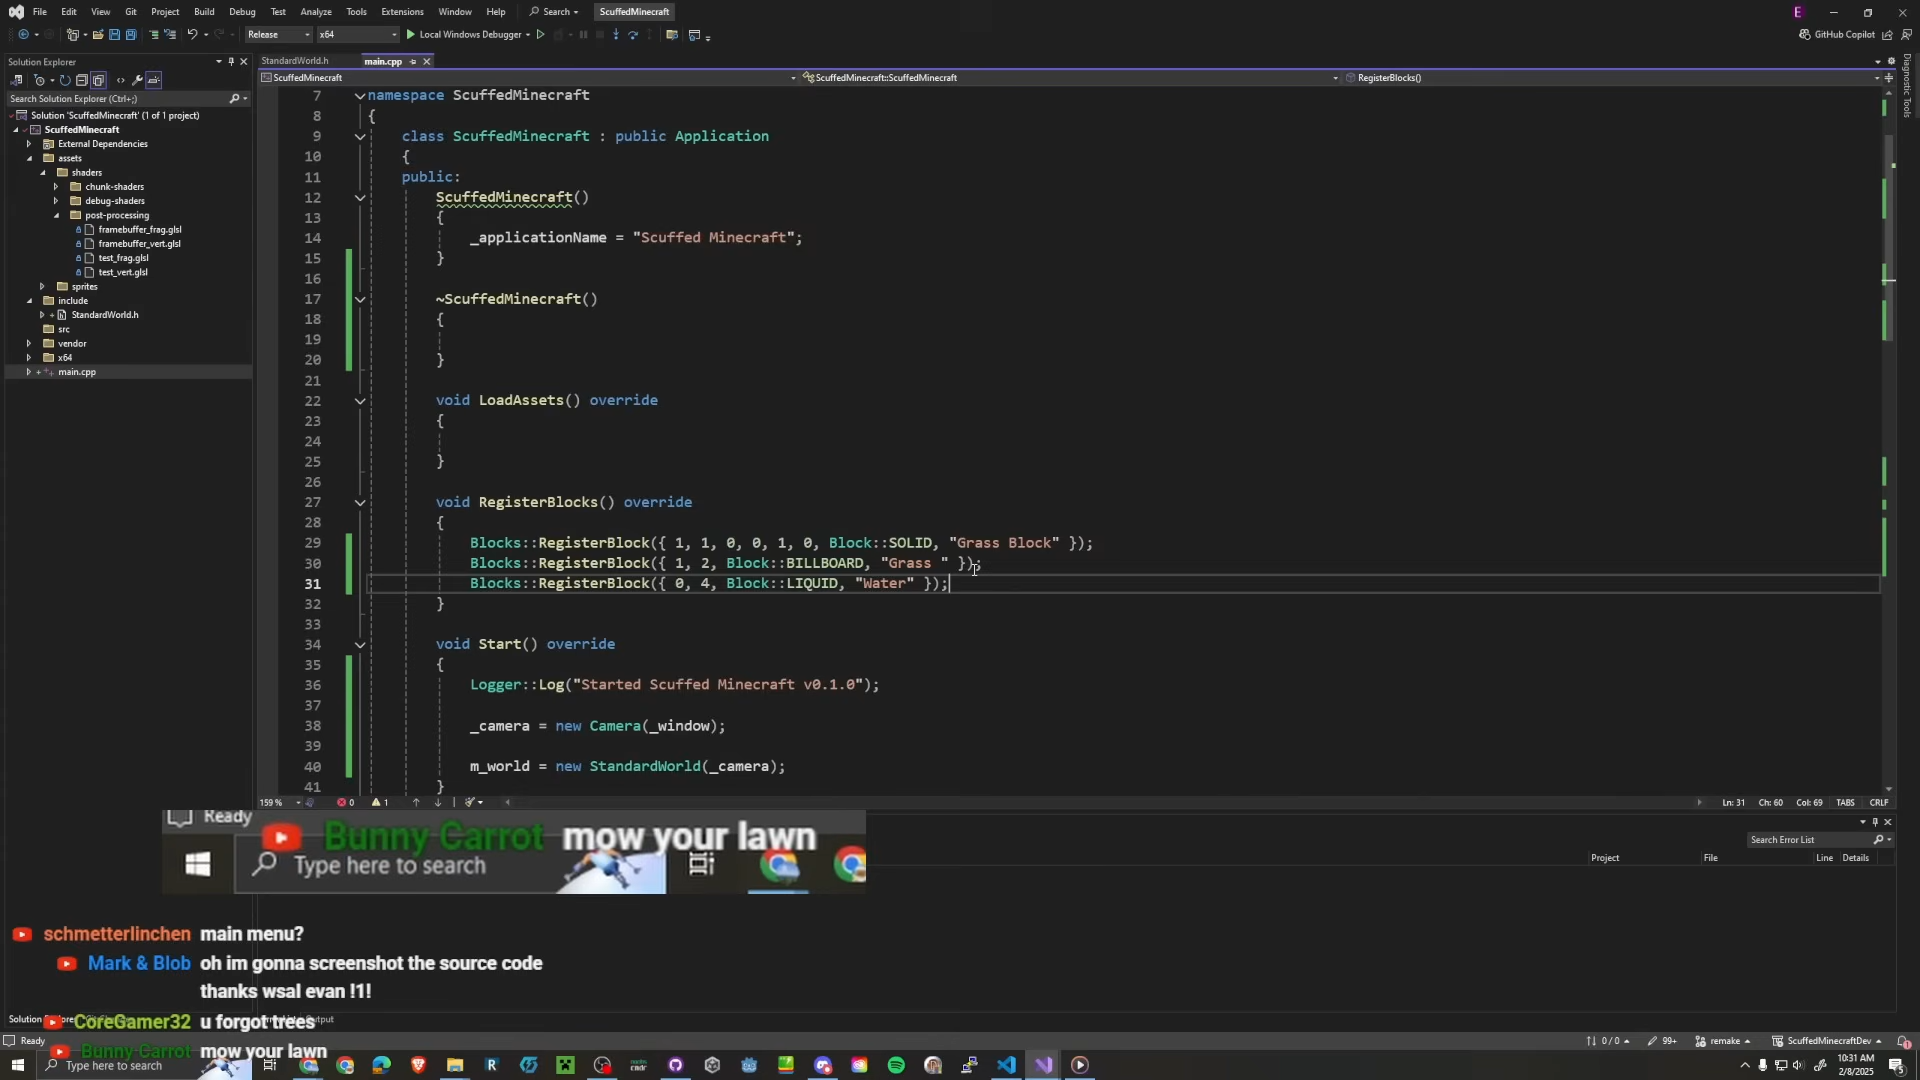 File Edit View Git Project Build Debug Test Analyze Tools Extensions Window Help Search ScuffedMinecraft E
Release x64 Local Windows Debugger GitHub Copilot
Solution Explorer
Search Solution Explorer (Ctrl+;)
Solution 'ScuffedMinecraft' (1 of 1 project)
ScuffedMinecraft
External Dependencies
assets
shaders
chunk-shaders
debug-shaders
post-processing
framebuffer_frag.glsl
framebuffer_vert.glsl
test_frag.glsl
test_vert.glsl
sprites
include
StandardWorld.h
src
vendor
x64
main.cpp
StandardWorld.h main.cpp
ScuffedMinecraft ScuffedMinecraft::ScuffedMinecraft RegisterBlocks()
Diagnostic Tools
7 namespace ScuffedMinecraft
8 {
9 class ScuffedMinecraft : public Application
10 {
11 public:
12 ScuffedMinecraft()
13 {
14 _applicationName = "Scuffed Minecraft";
15 }
16
17 ~ScuffedMinecraft()
18 {
19
20 }
21
22 void LoadAssets() override
23 {
24
25 }
26
27 void RegisterBlocks() override
28 {
29 Blocks::RegisterBlock({ 1, 1, 0, 0, 1, 0, Block::SOLID, "Grass Block" });
30 Blocks::RegisterBlock({ 1, 2, Block::BILLBOARD, "Grass " });
31 Blocks::RegisterBlock({ 0, 4, Block::LIQUID, "Water" });
32 }
33
34 void Start() override
35 {
36 Logger::Log("Started Scuffed Minecraft v0.1.0");
37
38 _camera = new Camera(_window);
39
40 m_world = new StandardWorld(_camera);
41 }
159 % 0 1 Ln: 31 Ch: 60 Col: 69 TABS CRLF
Search Error List
Project File Line Details
Ready
Bunny Carrot mow your lawn
Type here to search
schmetterlinchen main menu?
Mark & Blob oh im gonna screenshot the source code
thanks wsal evan !1!
Solution Output
CoreGamer32 u forgot trees
Bunny Carrot mow your lawn
Ready 0 / 0 99+ remake ScuffedMinecraftDev
Type here to search
10:31 AM
2/8/2025